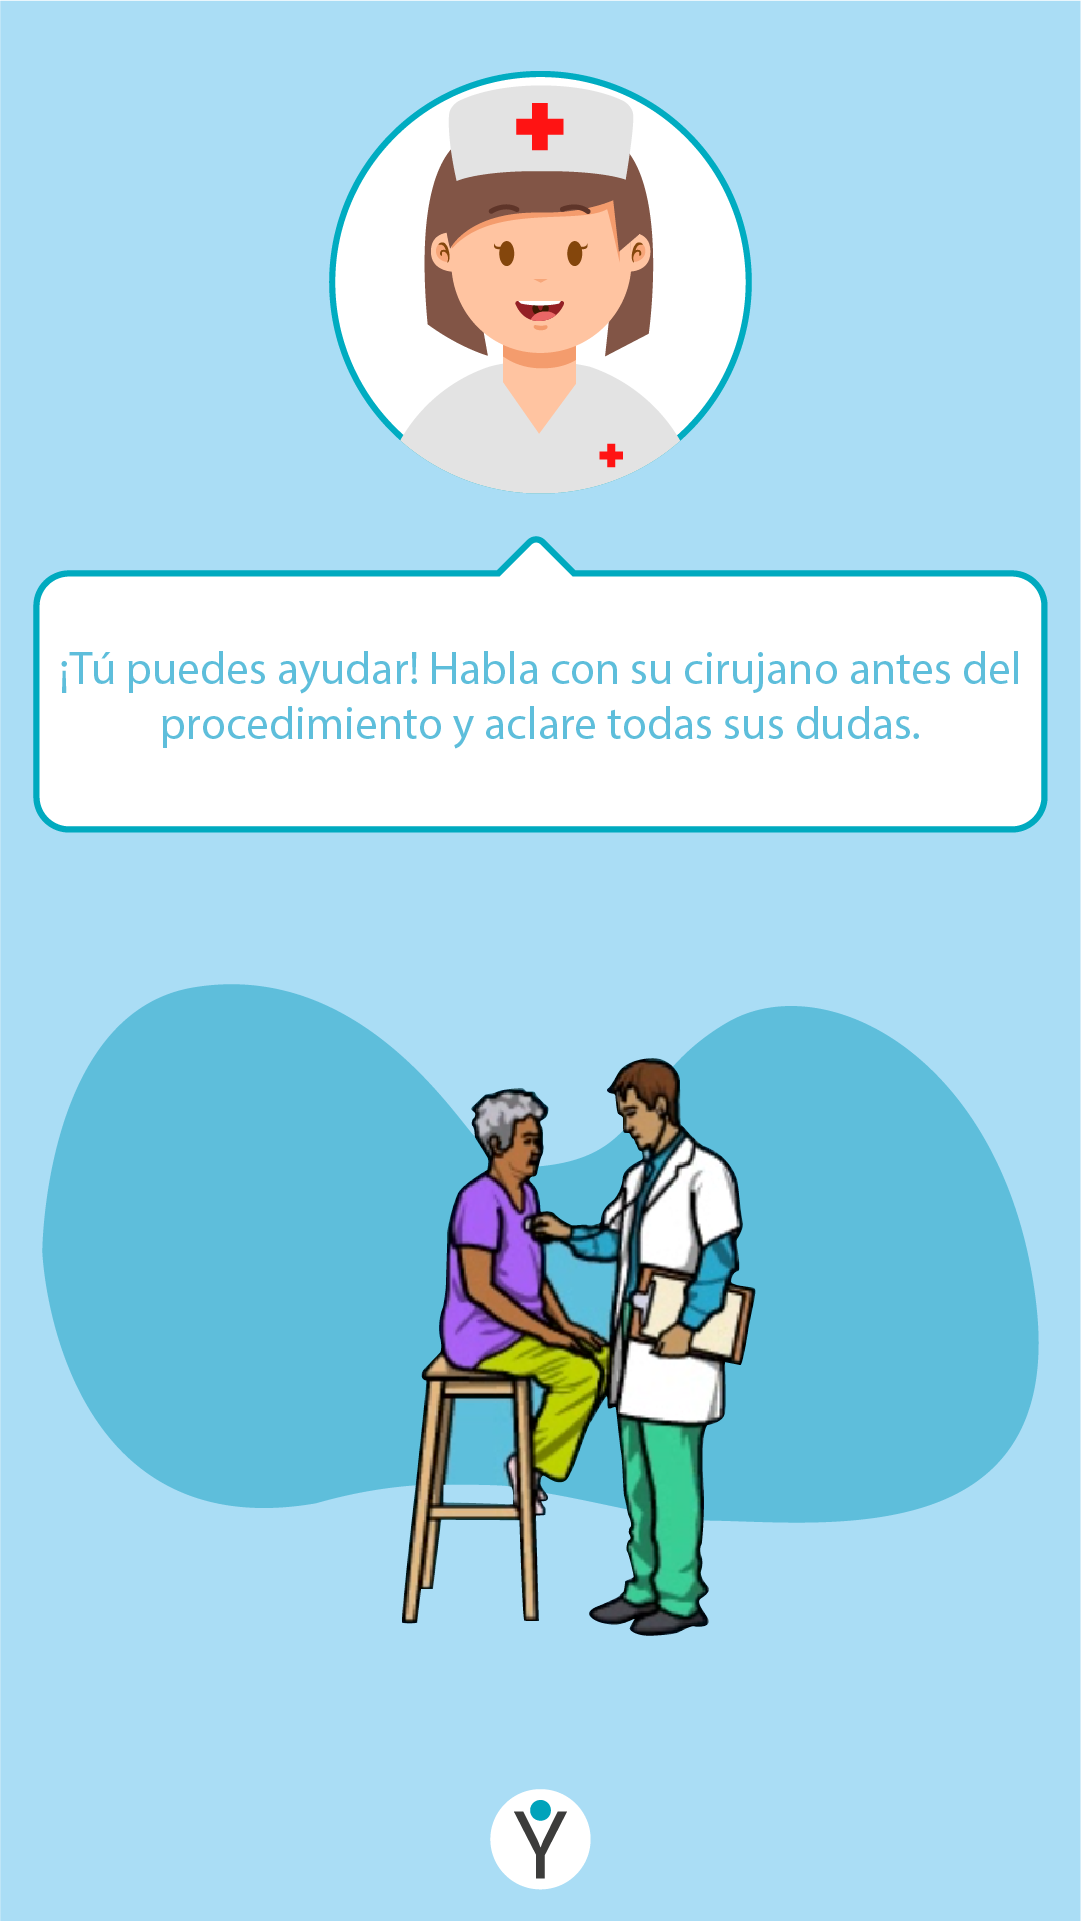 ¡Tú puedes ayudar! Habla con su cirujano antes del
procedimiento y aclare todas sus dudas.